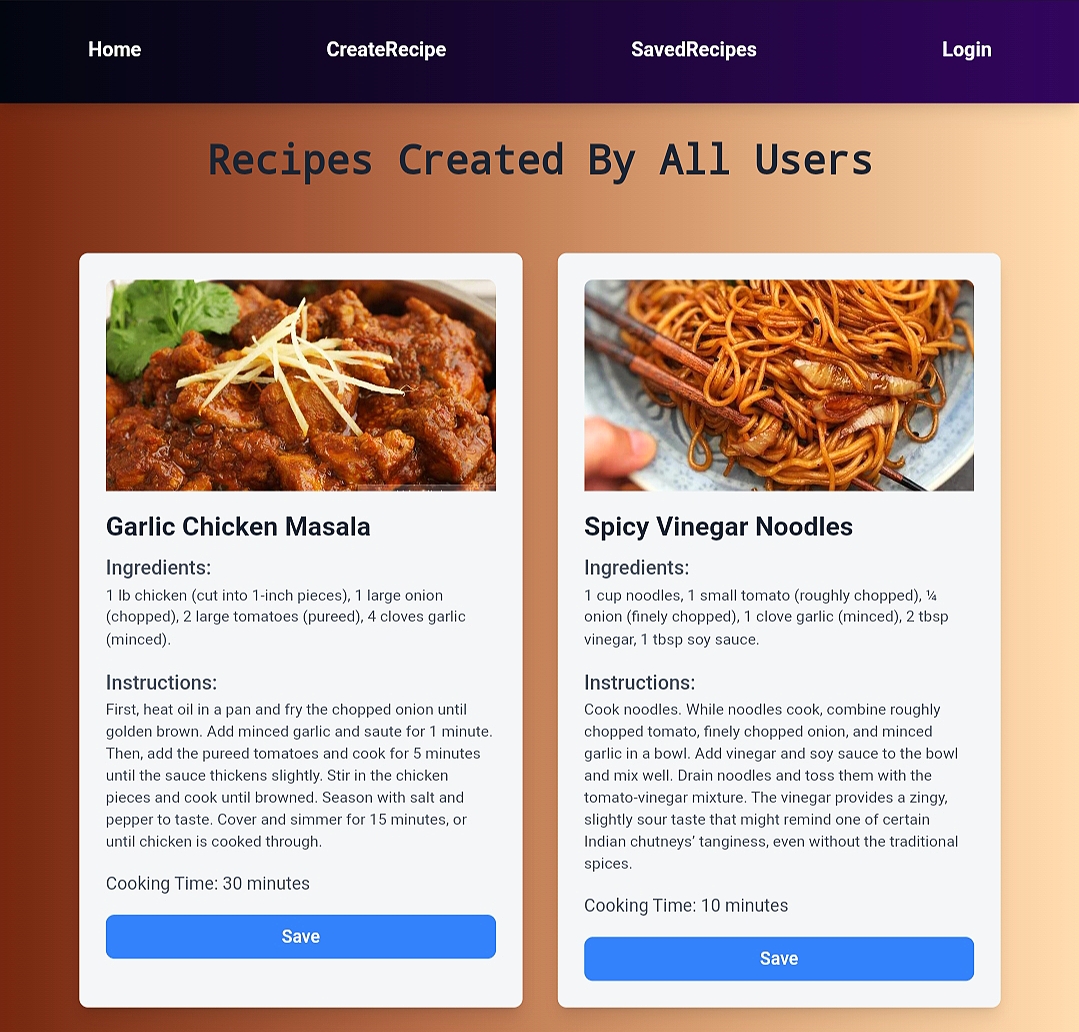 Home CreateRecipe SavedRecipes Login
Recipes Created By All Users
Garlic Chicken Masala
Ingredients:
1 lb chicken (cut into 1-inch pieces), 1 large onion
(chopped), 2 large tomatoes (pureed), 4 cloves garlic
(minced).
Instructions:
First, heat oil in a pan and fry the chopped onion until
golden brown. Add minced garlic and saute for 1 minute.
Then, add the pureed tomatoes and cook for 5 minutes
until the sauce thickens slightly. Stir in the chicken
pieces and cook until browned. Season with salt and
pepper to taste. Cover and simmer for 15 minutes, or
until chicken is cooked through.
Cooking Time: 30 minutes
Save
Spicy Vinegar Noodles
Ingredients:
1 cup noodles, 1 small tomato (roughly chopped), ¼
onion (finely chopped), 1 clove garlic (minced), 2 tbsp
vinegar, 1 tbsp soy sauce.
Instructions:
Cook noodles. While noodles cook, combine roughly
chopped tomato, finely chopped onion, and minced
garlic in a bowl. Add vinegar and soy sauce to the bowl
and mix well. Drain noodles and toss them with the
tomato-vinegar mixture. The vinegar provides a zingy,
slightly sour taste that might remind one of certain
Indian chutneys’ tanginess, even without the traditional
spices.
Cooking Time: 10 minutes
Save